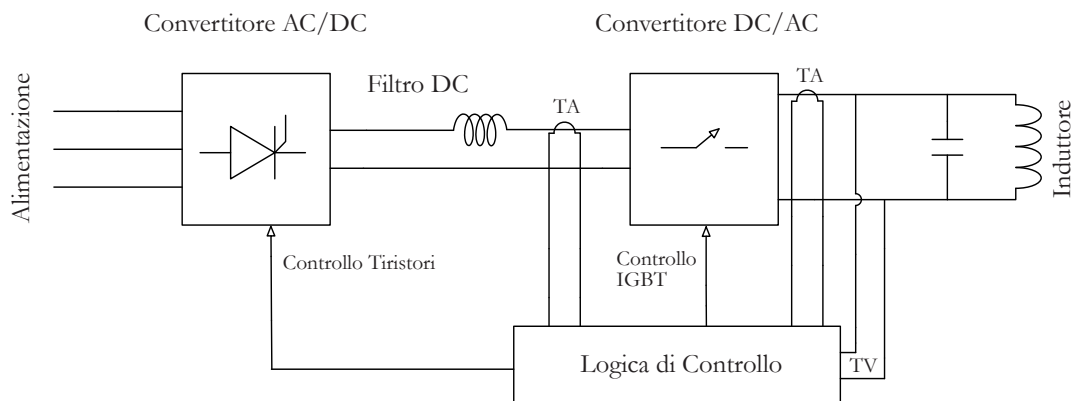 Convertitore AC/DC
Convertitore DC/AC
Alimentazione
Filtro DC
TA
TA
Induttore
Controllo Tiristori
Controllo
IGBT
Logica di Controllo
TV